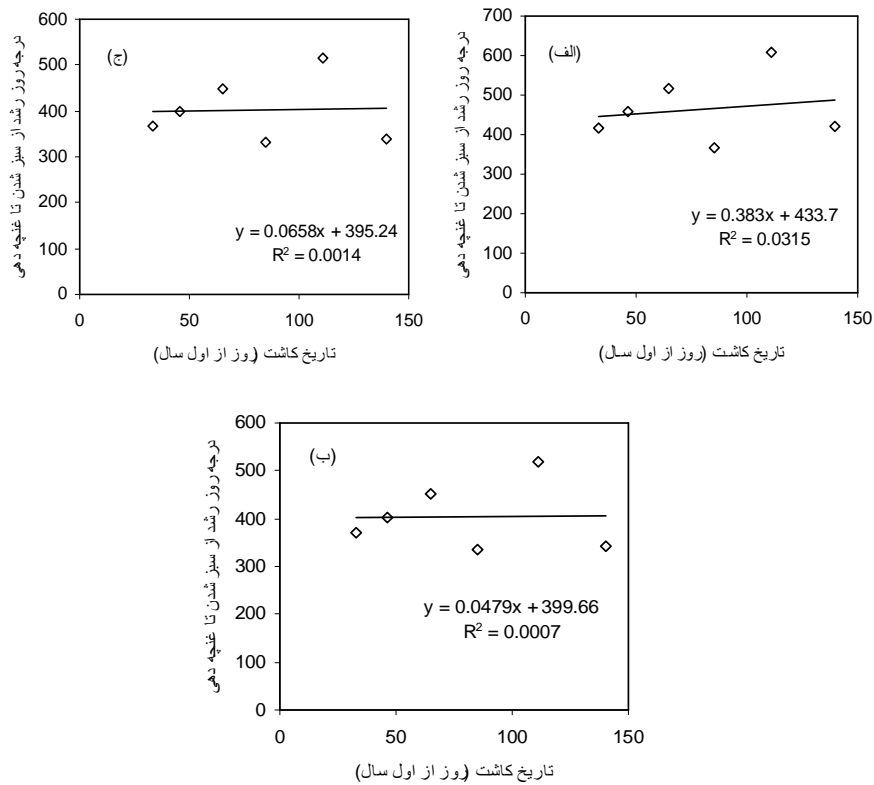 (الف)
درجه روز رشد از سبز شدن تا غنچه دهی
700
600
500
400
300
200
100
0
y = 0.383x + 433.7
R² = 0.0315
0 50 100 150
تاریخ کاشت (روز از اول سال)
(ج)
درجه روز رشد از سبز شدن تا غنچه دهی
600
500
400
300
200
100
0
y = 0.0658x + 395.24
R² = 0.0014
0 50 100 150
تاریخ کاشت (روز از اول سال)
(ب)
درجه روز رشد از سبز شدن تا غنچه دهی
600
500
400
300
200
100
0
y = 0.0479x + 399.66
R² = 0.0007
0 50 100 150
تاریخ کاشت (روز از اول سال)